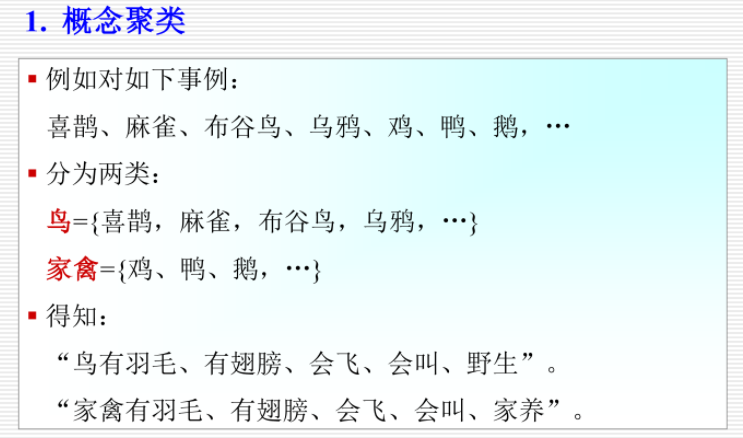 1. 概念聚类
▪ 例如对如下事例：
喜鹊、麻雀、布谷鸟、乌鸦、鸡、鸭、鹅，…
▪ 分为两类：
鸟={喜鹊，麻雀，布谷鸟，乌鸦，…}
家禽={鸡、鸭、鹅，…}
▪ 得知：
“鸟有羽毛、有翅膀、会飞、会叫、野生”。
“家禽有羽毛、有翅膀、会飞、会叫、家养”。